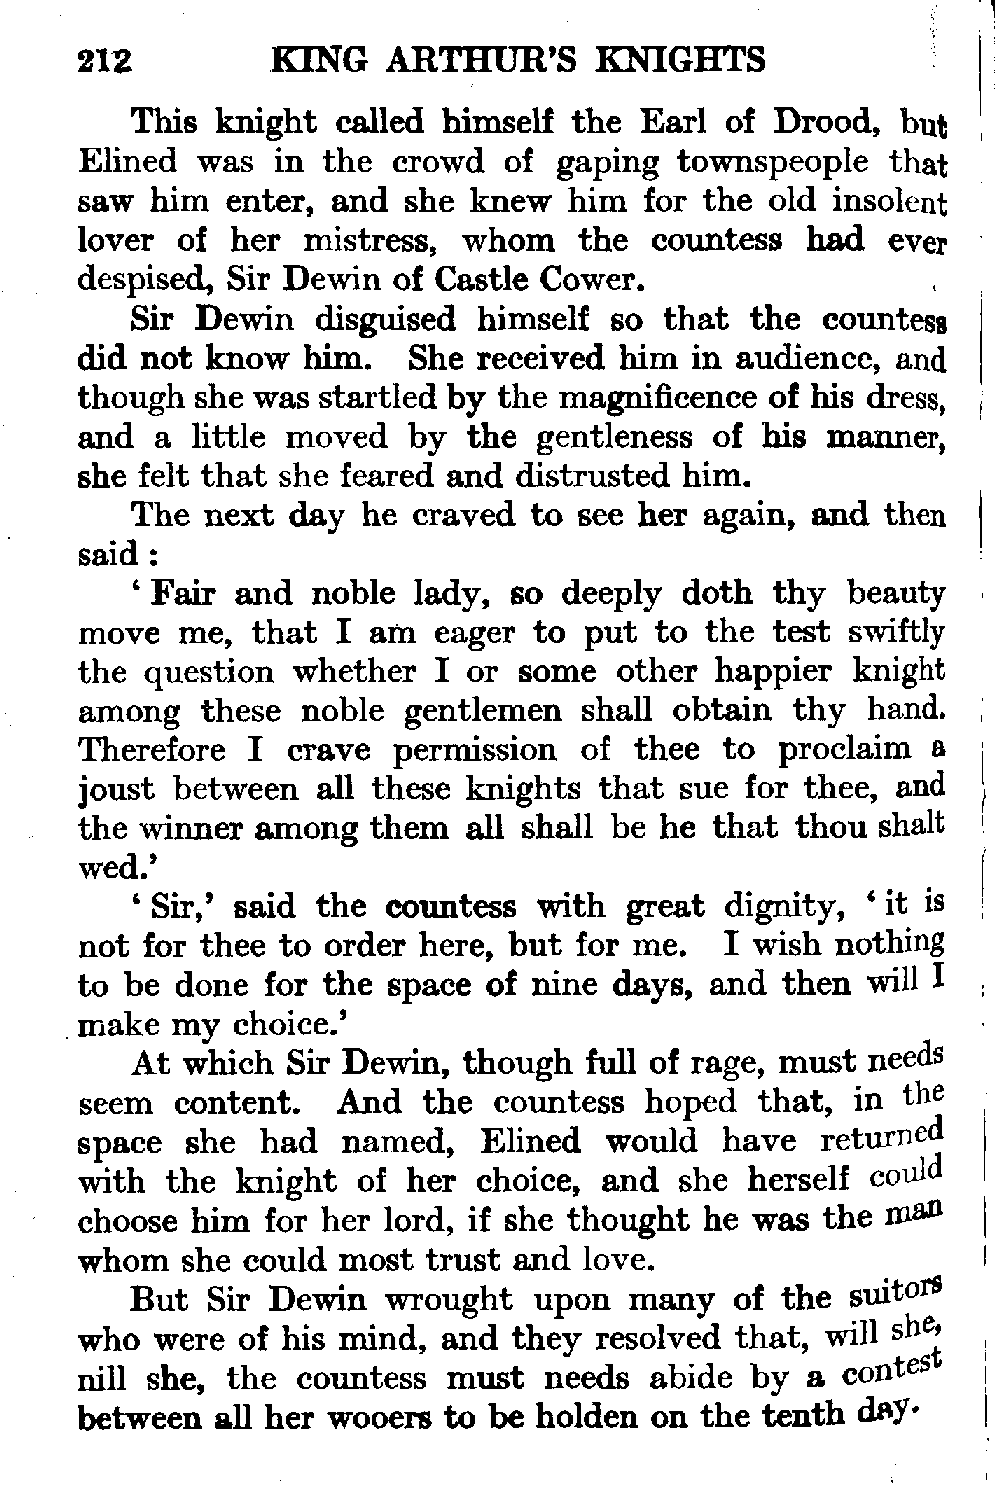 212 KING ARTHUR'S KNIGHTS
This knight called himself the Earl of Drood, but
Elined was in the crowd of gaping townspeople that
saw him enter, and she knew him for the old insolent
lover of her mistress, whom the countess had ever
despised, Sir Dewin of Castle Cower.
Sir Dewin disguised himself so that the countess
did not know him. She received him in audience, and
though she was startled by the magnificence of his dress,
and a little moved by the gentleness of his manner,
she felt that she feared and distrusted him.
The next day he craved to see her again, and then
said :
‘ Fair and noble lady, so deeply doth thy beauty
move me, that I am eager to put to the test swiftly
the question whether I or some other happier knight
among these noble gentlemen shall obtain thy hand.
Therefore I crave permission of thee to proclaim a
joust between all these knights that sue for thee, and
the winner among them all shall be he that thou shalt
wed.’
‘ Sir,’ said the countess with great dignity, ‘ it is
not for thee to order here, but for me. I wish nothing
to be done for the space of nine days, and then will I
make my choice.’
At which Sir Dewin, though full of rage, must needs
seem content. And the countess hoped that, in the
space she had named, Elined would have returned
with the knight of her choice, and she herself could
choose him for her lord, if she thought he was the man
whom she could most trust and love.
But Sir Dewin wrought upon many of the suitors
who were of his mind, and they resolved that, will she,
nill she, the countess must needs abide by a contest
between all her wooers to be holden on the tenth day.